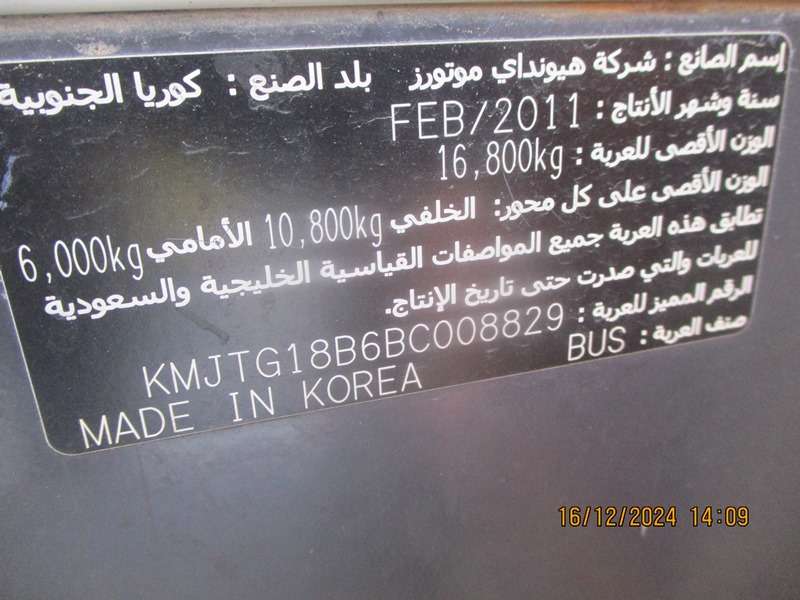 إسم الصانع : شركة هيونداي موتورز بلد الصنع : كوريا الجنوبية
سنة وشهر الأنتاج : FEB/2011
الوزن الأقصى للعربة : 16,800kg
الوزن الأقصى على كل محور: الخلفي 10,800kg الأمامي 6,000kg
تطابق هذه العربة جميع المواصفات القياسية الخليجية والسعودية
للعربات والتي صدرت حتى تاريخ الإنتاج.
الرقم المميز للعربة : KMJTG18B6BC008829
صنف العربة : BUS
MADE IN KOREA
16/12/2024 14:09